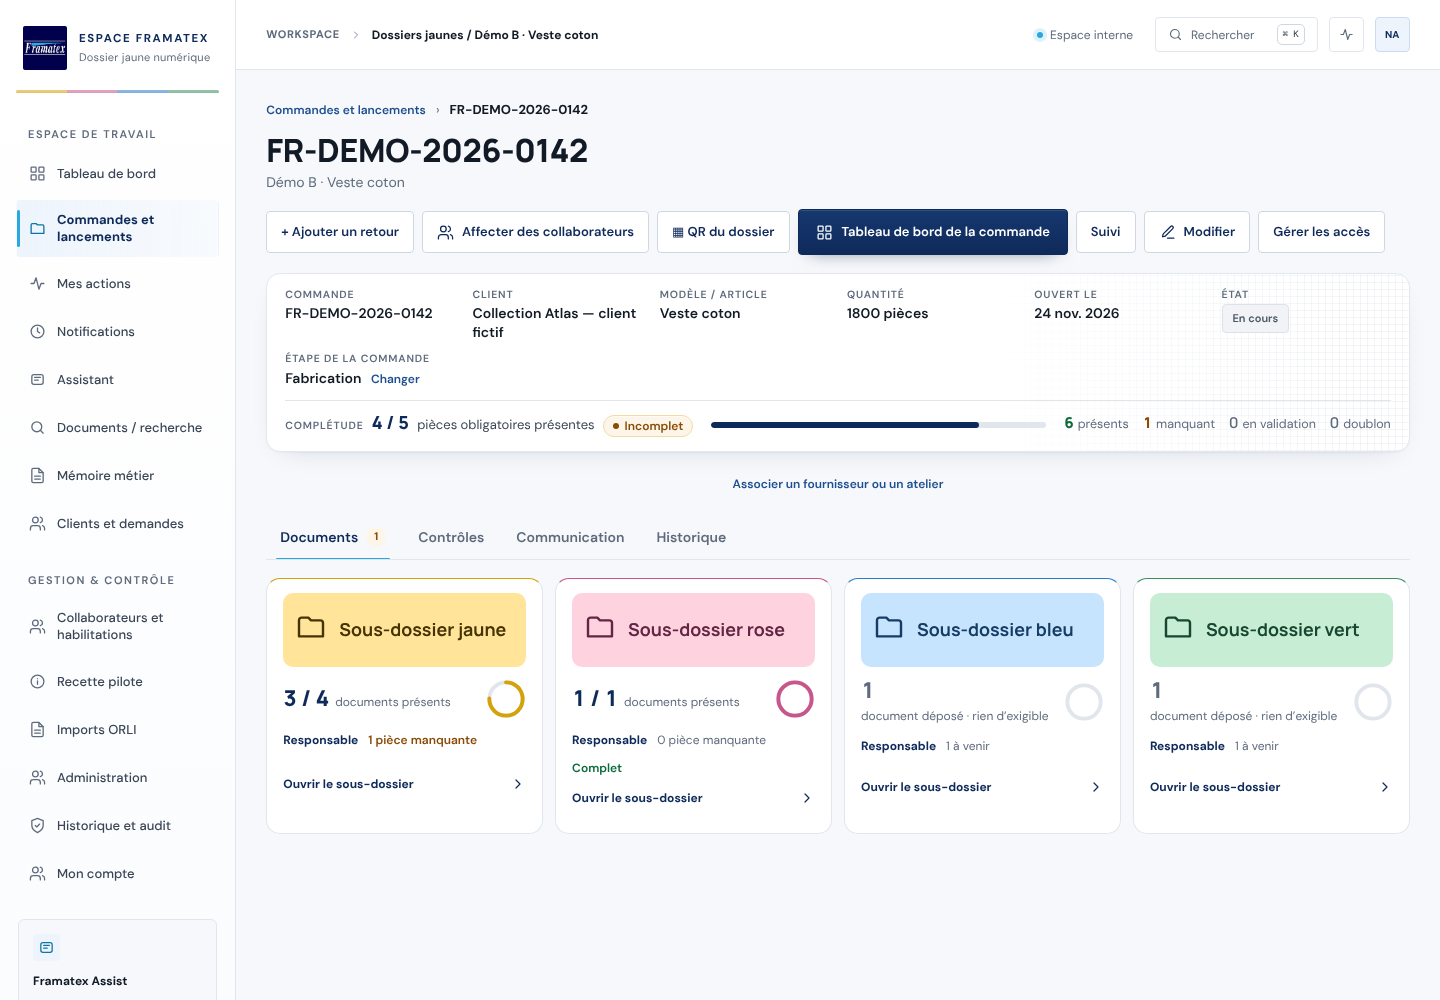 Framatex
ESPACE FRAMATEX
Dossier jaune numérique
WORKSPACE
Dossiers jaunes / Démo B · Veste coton
Espace interne
Rechercher
⌘ K
NA
ESPACE DE TRAVAIL
Tableau de bord
Commandes et
lancements
Mes actions
Notifications
Assistant
Documents / recherche
Mémoire métier
Clients et demandes
GESTION & CONTRÔLE
Collaborateurs et
habilitations
Recette pilote
Imports ORLI
Administration
Historique et audit
Mon compte
Framatex Assist
Commandes et lancements › FR-DEMO-2026-0142
FR-DEMO-2026-0142
Démo B · Veste coton
+ Ajouter un retour
Affecter des collaborateurs
▦ QR du dossier
Tableau de bord de la commande
Suivi
Modifier
Gérer les accès
COMMANDE
FR-DEMO-2026-0142
CLIENT
Collection Atlas — client
fictif
MODÈLE / ARTICLE
Veste coton
QUANTITÉ
1800 pièces
OUVERT LE
24 nov. 2026
ÉTAT
En cours
ÉTAPE DE LA COMMANDE
Fabrication Changer
COMPLÉTUDE 4 / 5 pièces obligatoires présentes Incomplet 6 présents 1 manquant 0 en validation 0 doublon
Associer un fournisseur ou un atelier
Documents 1
Contrôles
Communication
Historique
Sous-dossier jaune
3 / 4 documents présents
Responsable 1 pièce manquante
Ouvrir le sous-dossier
Sous-dossier rose
1 / 1 documents présents
Responsable 0 pièce manquante
Complet
Ouvrir le sous-dossier
Sous-dossier bleu
1
document déposé · rien d’exigible
Responsable 1 à venir
Ouvrir le sous-dossier
Sous-dossier vert
1
document déposé · rien d’exigible
Responsable 1 à venir
Ouvrir le sous-dossier